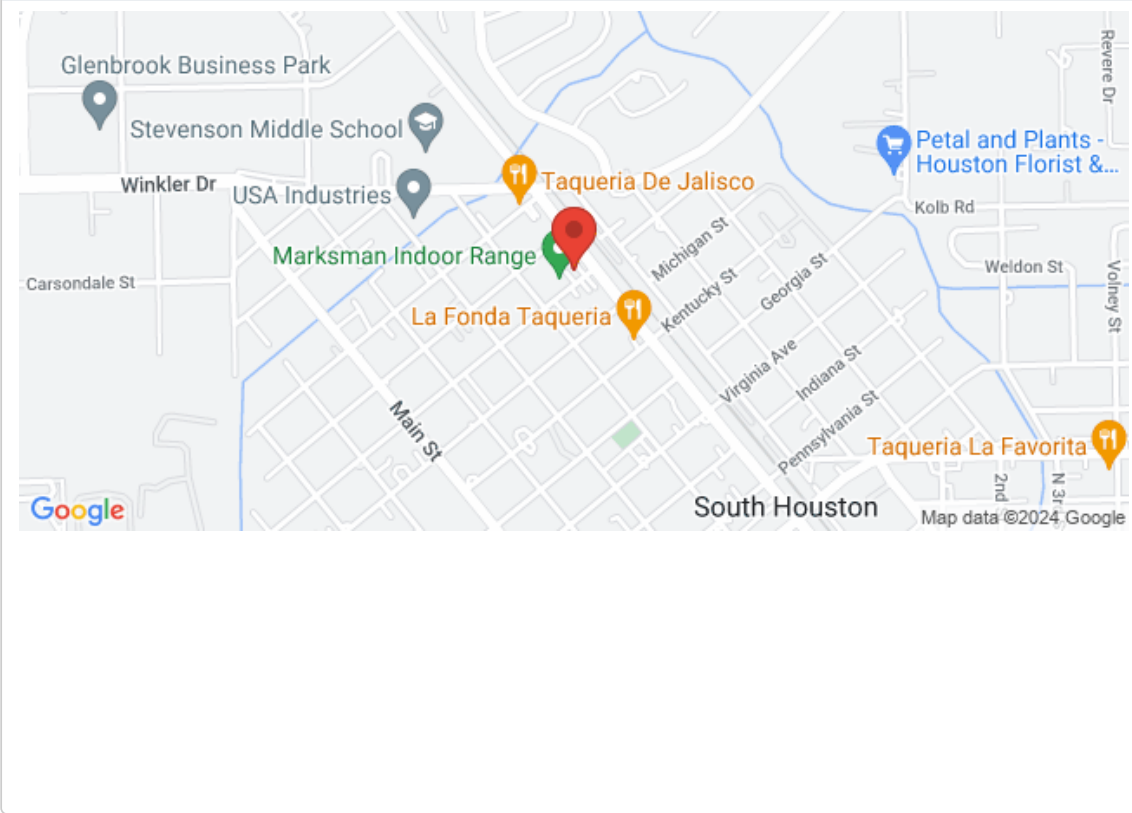 Glenbrook Business Park
Revere Dr
Stevenson Middle School
Petal and Plants -
Houston Florist &...
Winkler Dr
USA Industries
Taqueria De Jalisco
Kolb Rd
Marksman Indoor Range
Michigan St
Carsondale St
Georgia St
Weldon St
Volney St
La Fonda Taqueria
Kentucky St
Virginia Ave
Indiana St
Main St
Pennsylvania St
Taqueria La Favorita
2nd
N 3rd
South Houston
Google
Map data ©2024 Google